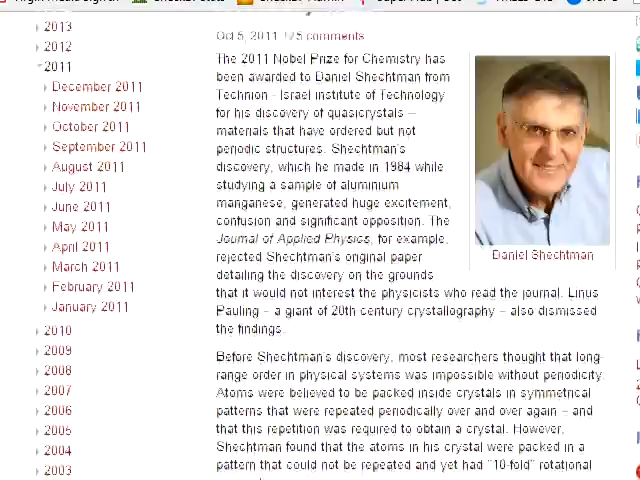 2013
2012
2011
December 2011
November 2011
October 2011
September 2011
August 2011
July 2011
June 2011
May 2011
April 2011
March 2011
February 2011
January 2011
2010
2009
2008
2007
2006
2005
2004
2003
Oct 5, 2011
5 comments
The 2011 Nobel Prize for Chemistry has
been awarded to Daniel Shechtman from
Technion - Israel institute of Technology
for his discovery of quasicrystals –
materials that have ordered but not
periodic structures. Shechtman's
discovery, which he made in 1984 while
studying a sample of aluminium
manganese, generated huge excitement,
confusion and significant opposition. The
Journal of Applied Physics, for example,
rejected Shechtman's original paper
detailing the discovery on the grounds
that it would not interest the physicists who read the journal. Linus
Pauling – a giant of 20th century crystallography – also dismissed
the findings.
Daniel Shechtman
Before Shechtman's discovery, most researchers thought that long-
range order in physical systems was impossible without periodicity.
Atoms were believed to be packed inside crystals in symmetrical
patterns that were repeated periodically over and over again – and
that this repetition was required to obtain a crystal. However,
Shechtman found that the atoms in his crystal were packed in a
pattern that could not be repeated and yet had "10-fold" rotational